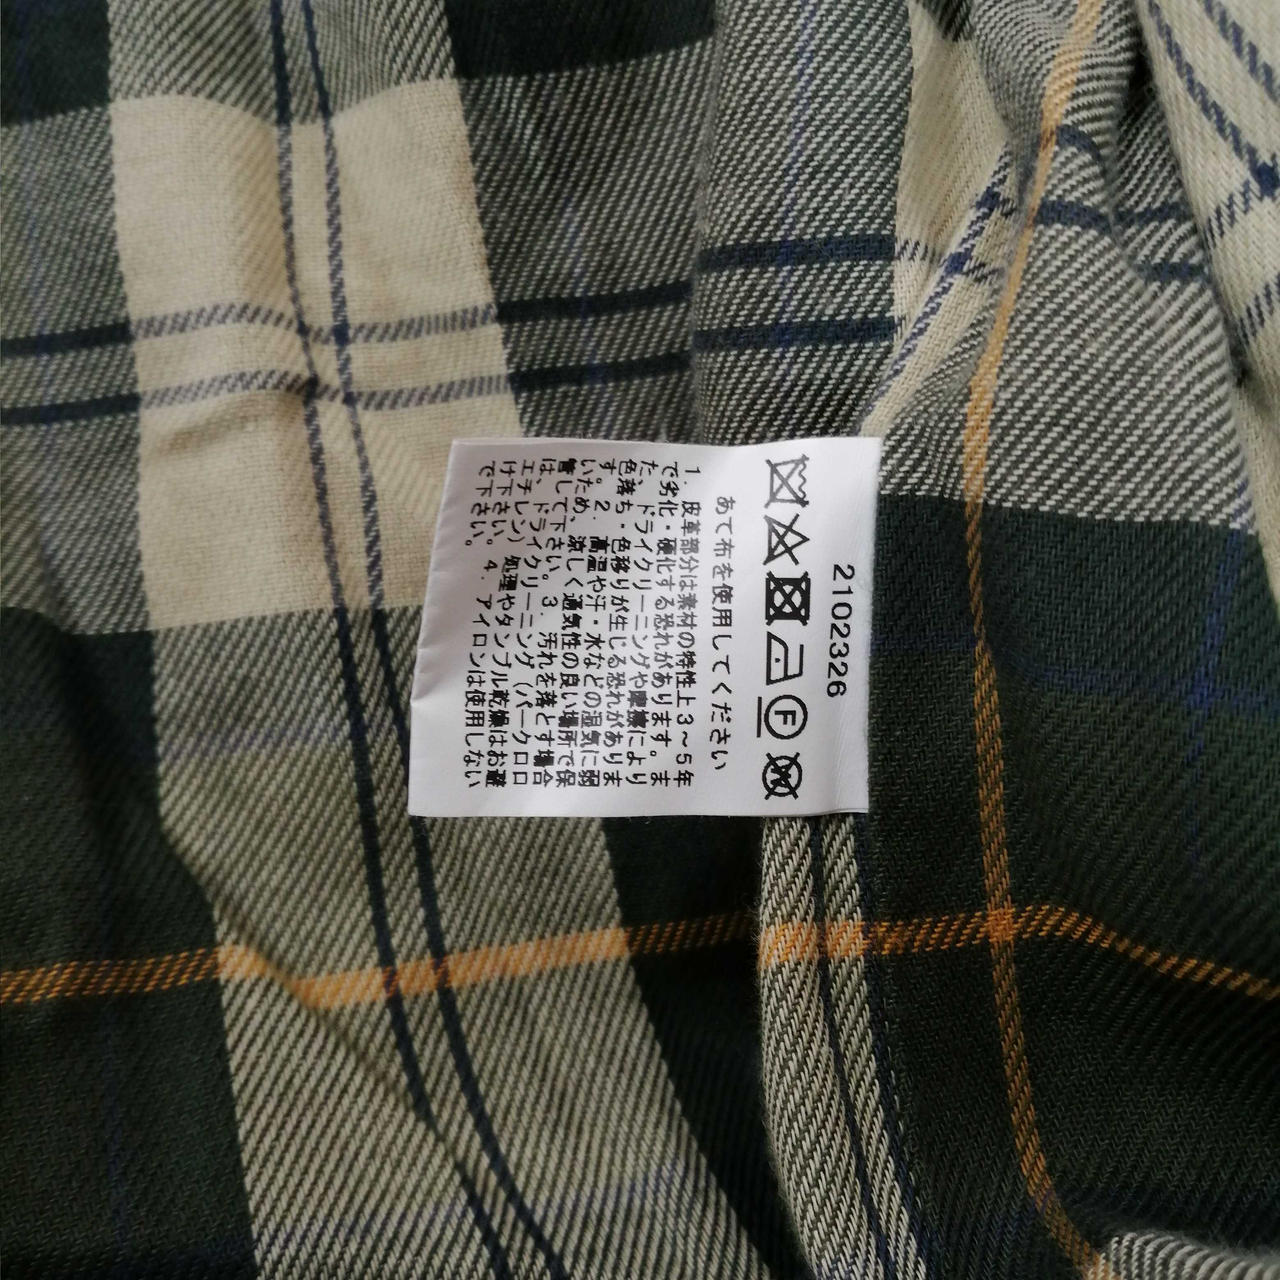 2102326
F W
あて布を使用してください
1. 皮革部分は素材の特性上3～5年
で劣化・硬化する恐れがあります。ま
た、ドライクリーニングや摩擦により
色落ち・色移りが生じる恐れがありま
す。2. 高温や汗・水などの湿気に弱
いため、涼しく通気性の良い場所で保
管して下さい。3. 汚れを落とす場合
は、ドライクリーニング(パークロロ
エチレン)処理やタンブル乾燥はお避
け下さい。4. アイロンは使用しない
で下さい。